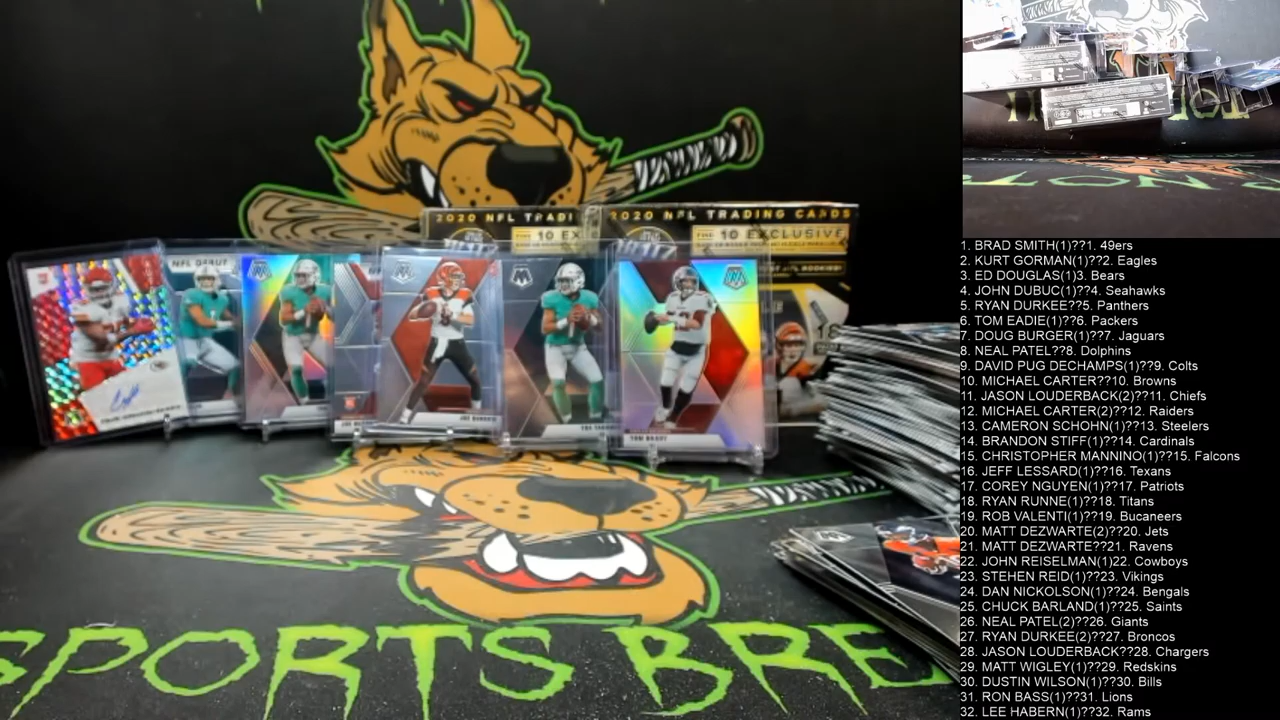 2020 NFL TRADI
10 EX
2020 NFL TRADING CARDS
FIND 10 EXCLUSIVE
NFL DEBUT
JOE BURROW
TOM BRADY
SPORTS BRE
1. BRAD SMITH(1)??1. 49ers
2. KURT GORMAN(1)??2. Eagles
3. ED DOUGLAS(1)3. Bears
4. JOHN DUBUC(1)??4. Seahawks
5. RYAN DURKEE??5. Panthers
6. TOM EADIE(1)??6. Packers
7. DOUG BURGER(1)??7. Jaguars
8. NEAL PATEL??8. Dolphins
9. DAVID PUG DECHAMPS(1)??9. Colts
10. MICHAEL CARTER??10. Browns
11. JASON LOUDERBACK(2)??11. Chiefs
12. MICHAEL CARTER(2)??12. Raiders
13. CAMERON SCHOHN(1)??13. Steelers
14. BRANDON STIFF(1)??14. Cardinals
15. CHRISTOPHER MANNINO(1)??15. Falcons
16. JEFF LESSARD(1)??16. Texans
17. COREY NGUYEN(1)??17. Patriots
18. RYAN RUNNE(1)??18. Titans
19. ROB VALENTI(1)??19. Bucaneers
20. MATT DEZWARTE(2)??20. Jets
21. MATT DEZWARTE??21. Ravens
22. JOHN REISELMAN(1)22. Cowboys
23. STEHEN REID(1)??23. Vikings
24. DAN NICKOLSON(1)??24. Bengals
25. CHUCK BARLAND(1)??25. Saints
26. NEAL PATEL(2)??26. Giants
27. RYAN DURKEE(2)??27. Broncos
28. JASON LOUDERBACK??28. Chargers
29. MATT WIGLEY(1)??29. Redskins
30. DUSTIN WILSON(1)??30. Bills
31. RON BASS(1)??31. Lions
32. LEE HABERN(1)??32. Rams